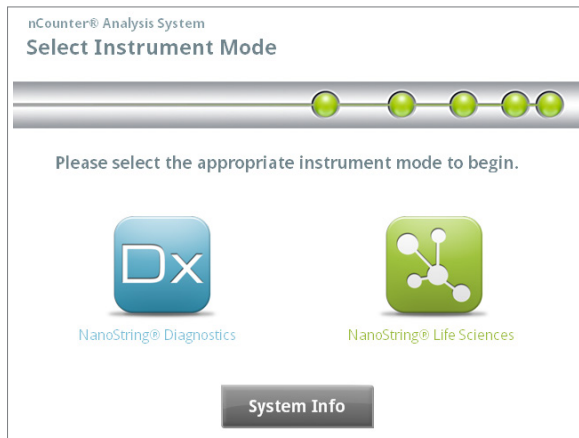 nCounter® Analysis System
Select Instrument Mode
Please select the appropriate instrument mode to begin.
Dx
NanoString® Diagnostics
NanoString® Life Sciences
System Info